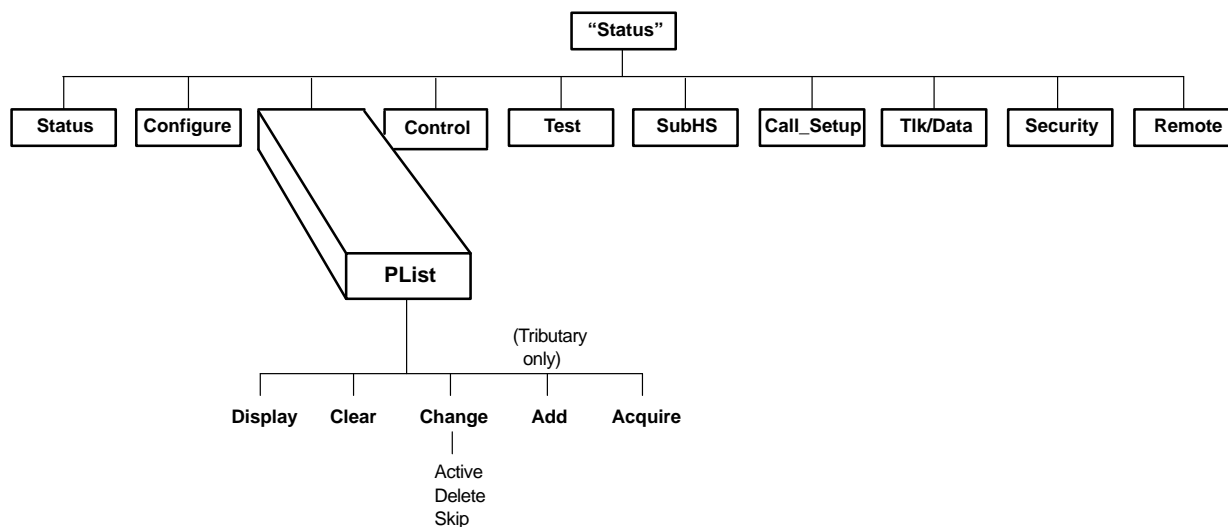 “Status”
Status
Configure
Control
Test
SubHS
Call_Setup
Tlk/Data
Security
Remote
PList
(Tributary
only)
Display
Clear
Change
Add
Acquire
Active
Delete
Skip